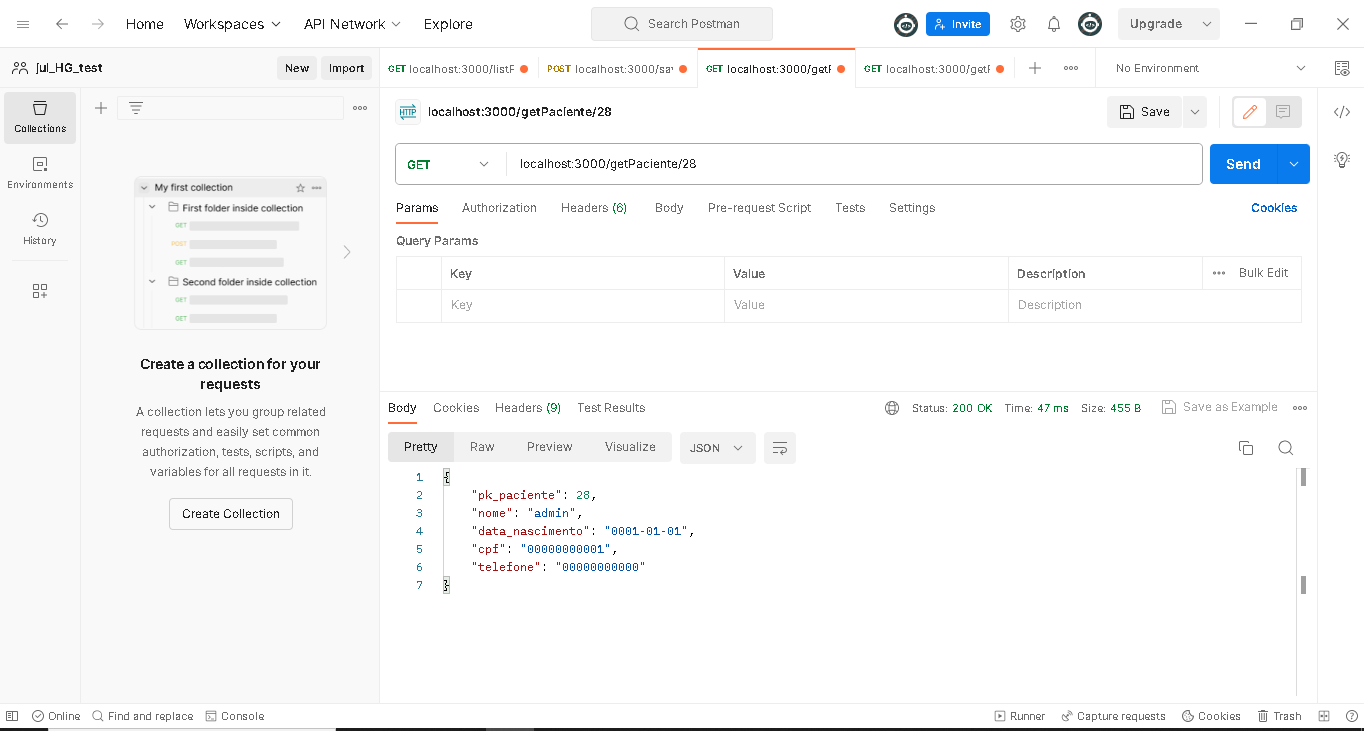 Home Workspaces API Network Explore Search Postman Invite Upgrade
jul_HG_test New Import GET localhost:3000/listF POST localhost:3000/sav GET localhost:3000/getF GET localhost:3000/getF No Environment
Collections
Environments
History
My first collection
First folder inside collection
GET
POST
GET
Second folder inside collection
GET
GET
Create a collection for your
requests
A collection lets you group related
requests and easily set common
authorization, tests, scripts, and
variables for all requests in it.
Create Collection
HTTP localhost:3000/getPaciente/28 Save
GET localhost:3000/getPaciente/28 Send
Params Authorization Headers (6) Body Pre-request Script Tests Settings Cookies
Query Params
Key Value Description Bulk Edit
Key Value Description
Body Cookies Headers (9) Test Results Status: 200 OK Time: 47 ms Size: 455 B Save as Example
Pretty Raw Preview Visualize JSON
1 {
2 "pk_paciente": 28,
3 "nome": "admin",
4 "data_nascimento": "0001-01-01",
5 "cpf": "00000000001",
6 "telefone": "00000000000"
7 }
Online Find and replace Console Runner Capture requests Cookies Trash